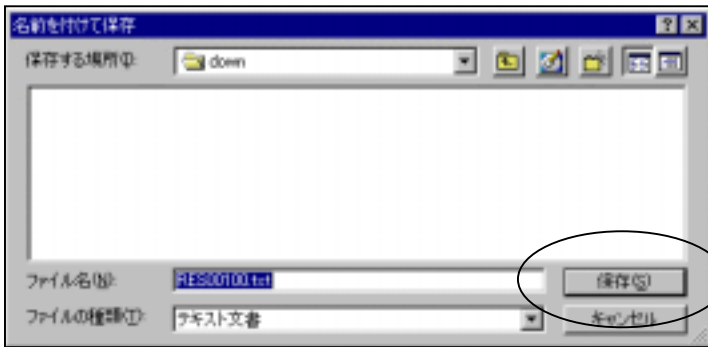 名前を付けて保存
保存する場所(I):
down
ファイル名(N):
RES00100.txt
保存(S)
ファイルの種類(T):
テキスト文書
キャンセル